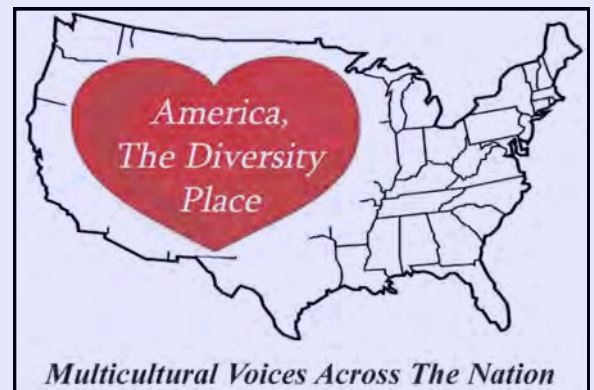 America,
The Diversity
Place
Multicultural Voices Across The Nation